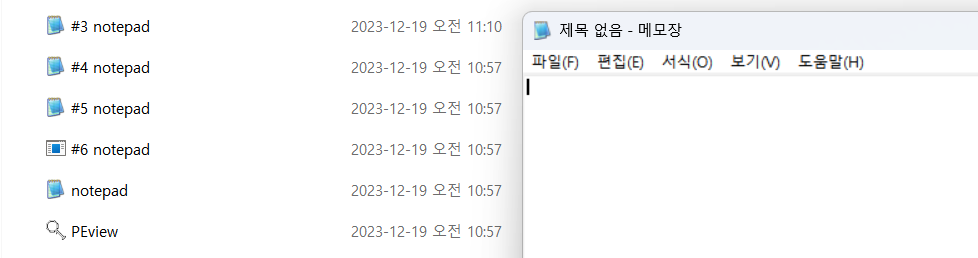 #3 notepad 2023-12-19 오전 11:10
#4 notepad 2023-12-19 오전 10:57
#5 notepad 2023-12-19 오전 10:57
#6 notepad 2023-12-19 오전 10:57
notepad 2023-12-19 오전 10:57
PEview 2023-12-19 오전 10:57
제목 없음 - 메모장
파일(F) 편집(E) 서식(O) 보기(V) 도움말(H)